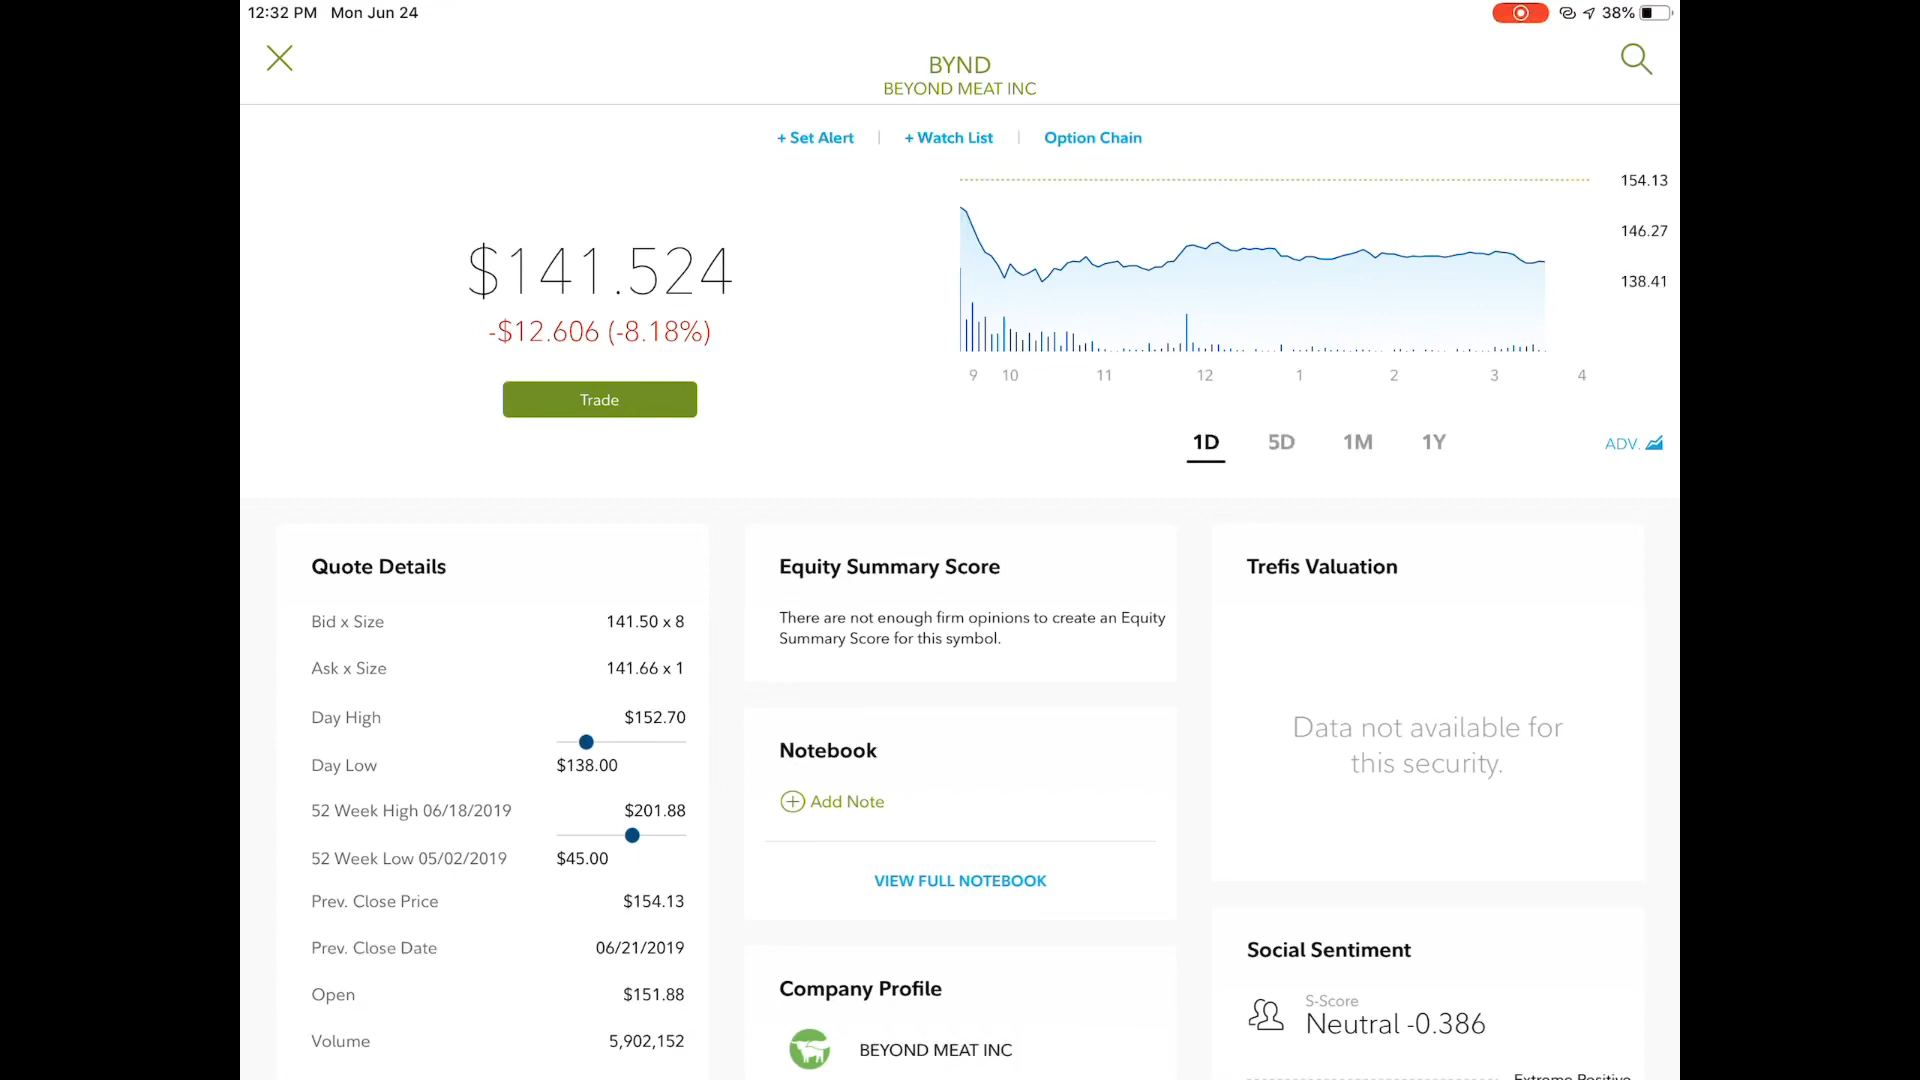 12:32 PM Mon Jun 24
38%
BYND
BEYOND MEAT INC
+ Set Alert
+ Watch List
Option Chain
$141.524
-$12.606 (-8.18%)
Trade
154.13
146.27
138.41
9 10 11 12 1 2 3 4
1D 5D 1M 1Y
ADV.
Quote Details
Bid x Size 141.50 x 8
Ask x Size 141.66 x 1
Day High $152.70
Day Low $138.00
52 Week High 06/18/2019 $201.88
52 Week Low 05/02/2019 $45.00
Prev. Close Price $154.13
Prev. Close Date 06/21/2019
Open $151.88
Volume 5,902,152
Equity Summary Score
There are not enough firm opinions to create an Equity
Summary Score for this symbol.
Notebook
Add Note
VIEW FULL NOTEBOOK
Company Profile
BEYOND MEAT INC
Trefis Valuation
Data not available for
this security.
Social Sentiment
S-Score
Neutral -0.386
Extreme Positive